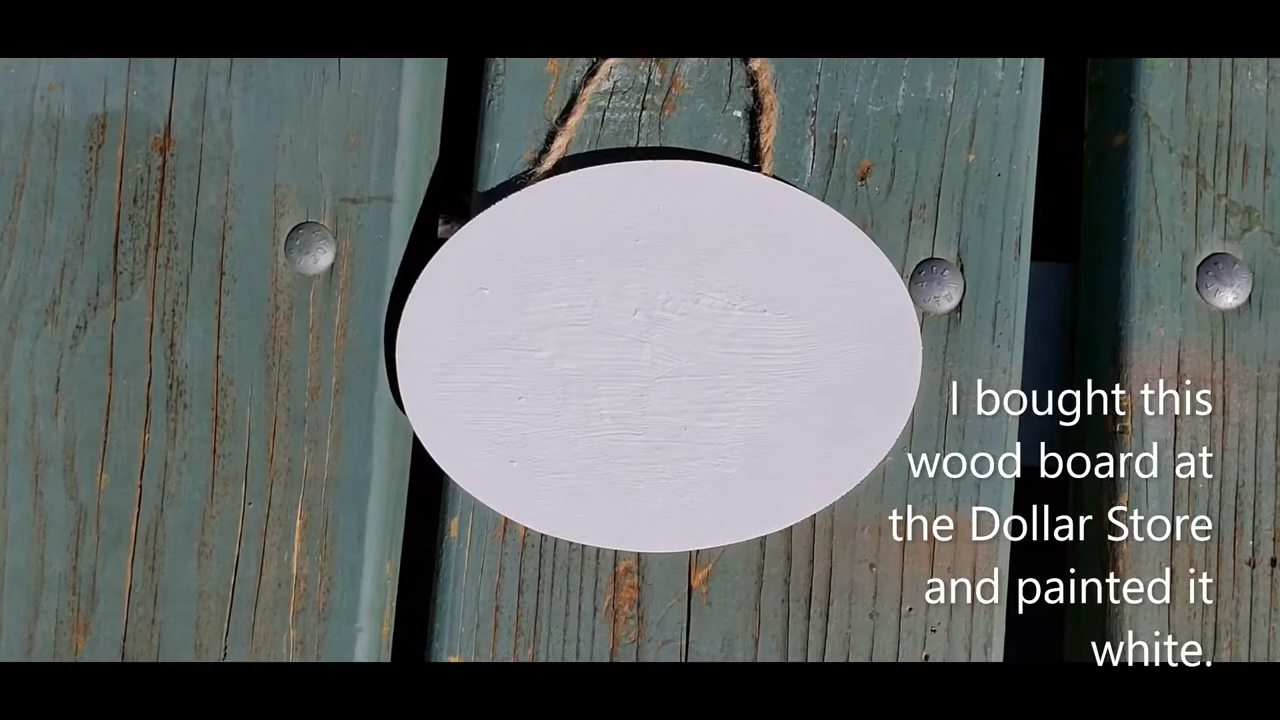 I bought this
wood board at
the Dollar Store
and painted it
white.